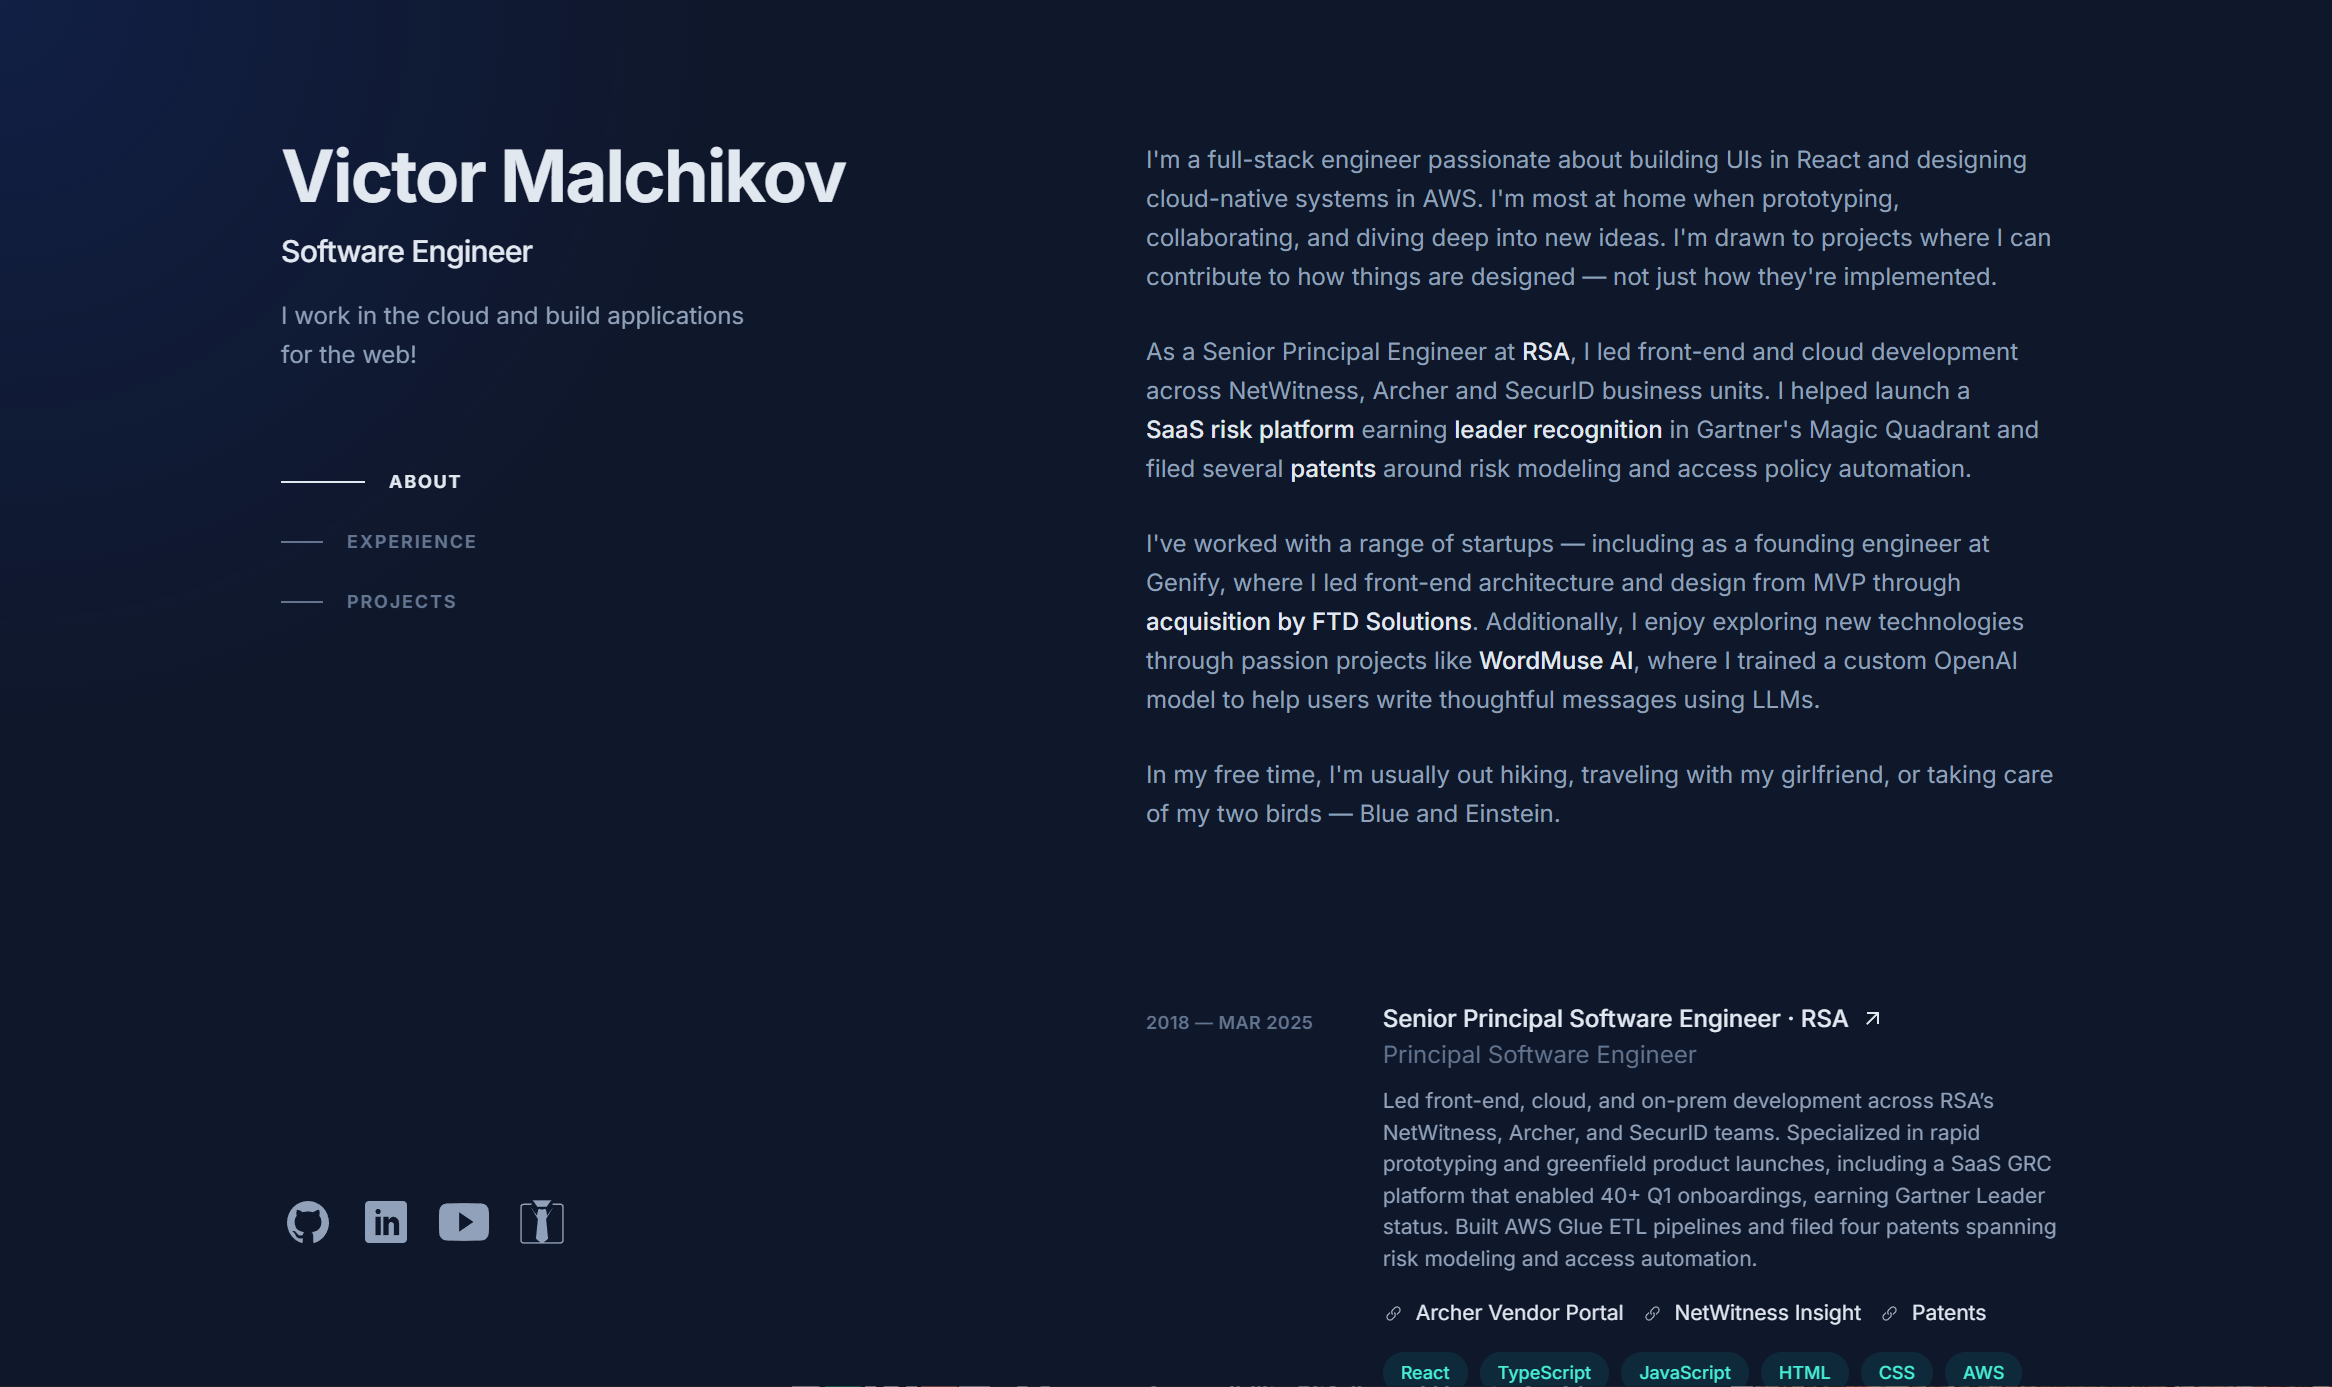 Victor Malchikov
Software Engineer
I work in the cloud and build applications
for the web!
ABOUT
EXPERIENCE
PROJECTS
I'm a full-stack engineer passionate about building UIs in React and designing
cloud-native systems in AWS. I'm most at home when prototyping,
collaborating, and diving deep into new ideas. I'm drawn to projects where I can
contribute to how things are designed — not just how they're implemented.
As a Senior Principal Engineer at RSA, I led front-end and cloud development
across NetWitness, Archer and SecurID business units. I helped launch a
SaaS risk platform earning leader recognition in Gartner's Magic Quadrant and
filed several patents around risk modeling and access policy automation.
I've worked with a range of startups — including as a founding engineer at
Genify, where I led front-end architecture and design from MVP through
acquisition by FTD Solutions. Additionally, I enjoy exploring new technologies
through passion projects like WordMuse AI, where I trained a custom OpenAI
model to help users write thoughtful messages using LLMs.
In my free time, I'm usually out hiking, traveling with my girlfriend, or taking care
of my two birds — Blue and Einstein.
2018 — MAR 2025
Senior Principal Software Engineer · RSA
Principal Software Engineer
Led front-end, cloud, and on-prem development across RSA’s
NetWitness, Archer, and SecurID teams. Specialized in rapid
prototyping and greenfield product launches, including a SaaS GRC
platform that enabled 40+ Q1 onboardings, earning Gartner Leader
status. Built AWS Glue ETL pipelines and filed four patents spanning
risk modeling and access automation.
Archer Vendor Portal NetWitness Insight Patents
React TypeScript JavaScript HTML CSS AWS
in